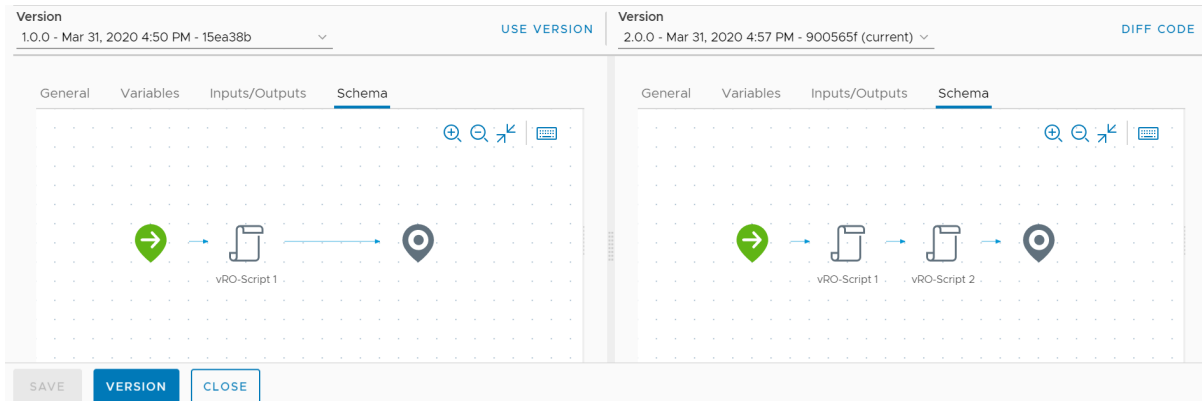 Version
1.0.0 - Mar 31, 2020 4:50 PM - 15ea38b
USE VERSION
General Variables Inputs/Outputs Schema
vRO-Script 1
Version
2.0.0 - Mar 31, 2020 4:57 PM - 900565f (current)
DIFF CODE
General Variables Inputs/Outputs Schema
vRO-Script 1 vRO-Script 2
SAVE VERSION CLOSE